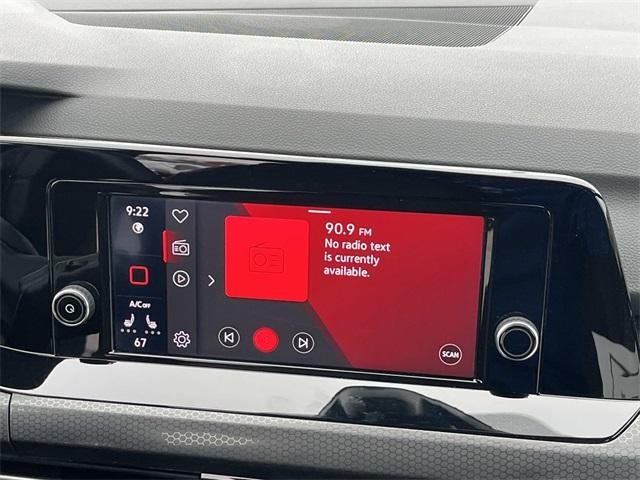 9:22
90.9 FM
No radio text
is currently
available.
A/C OFF
67
SCAN